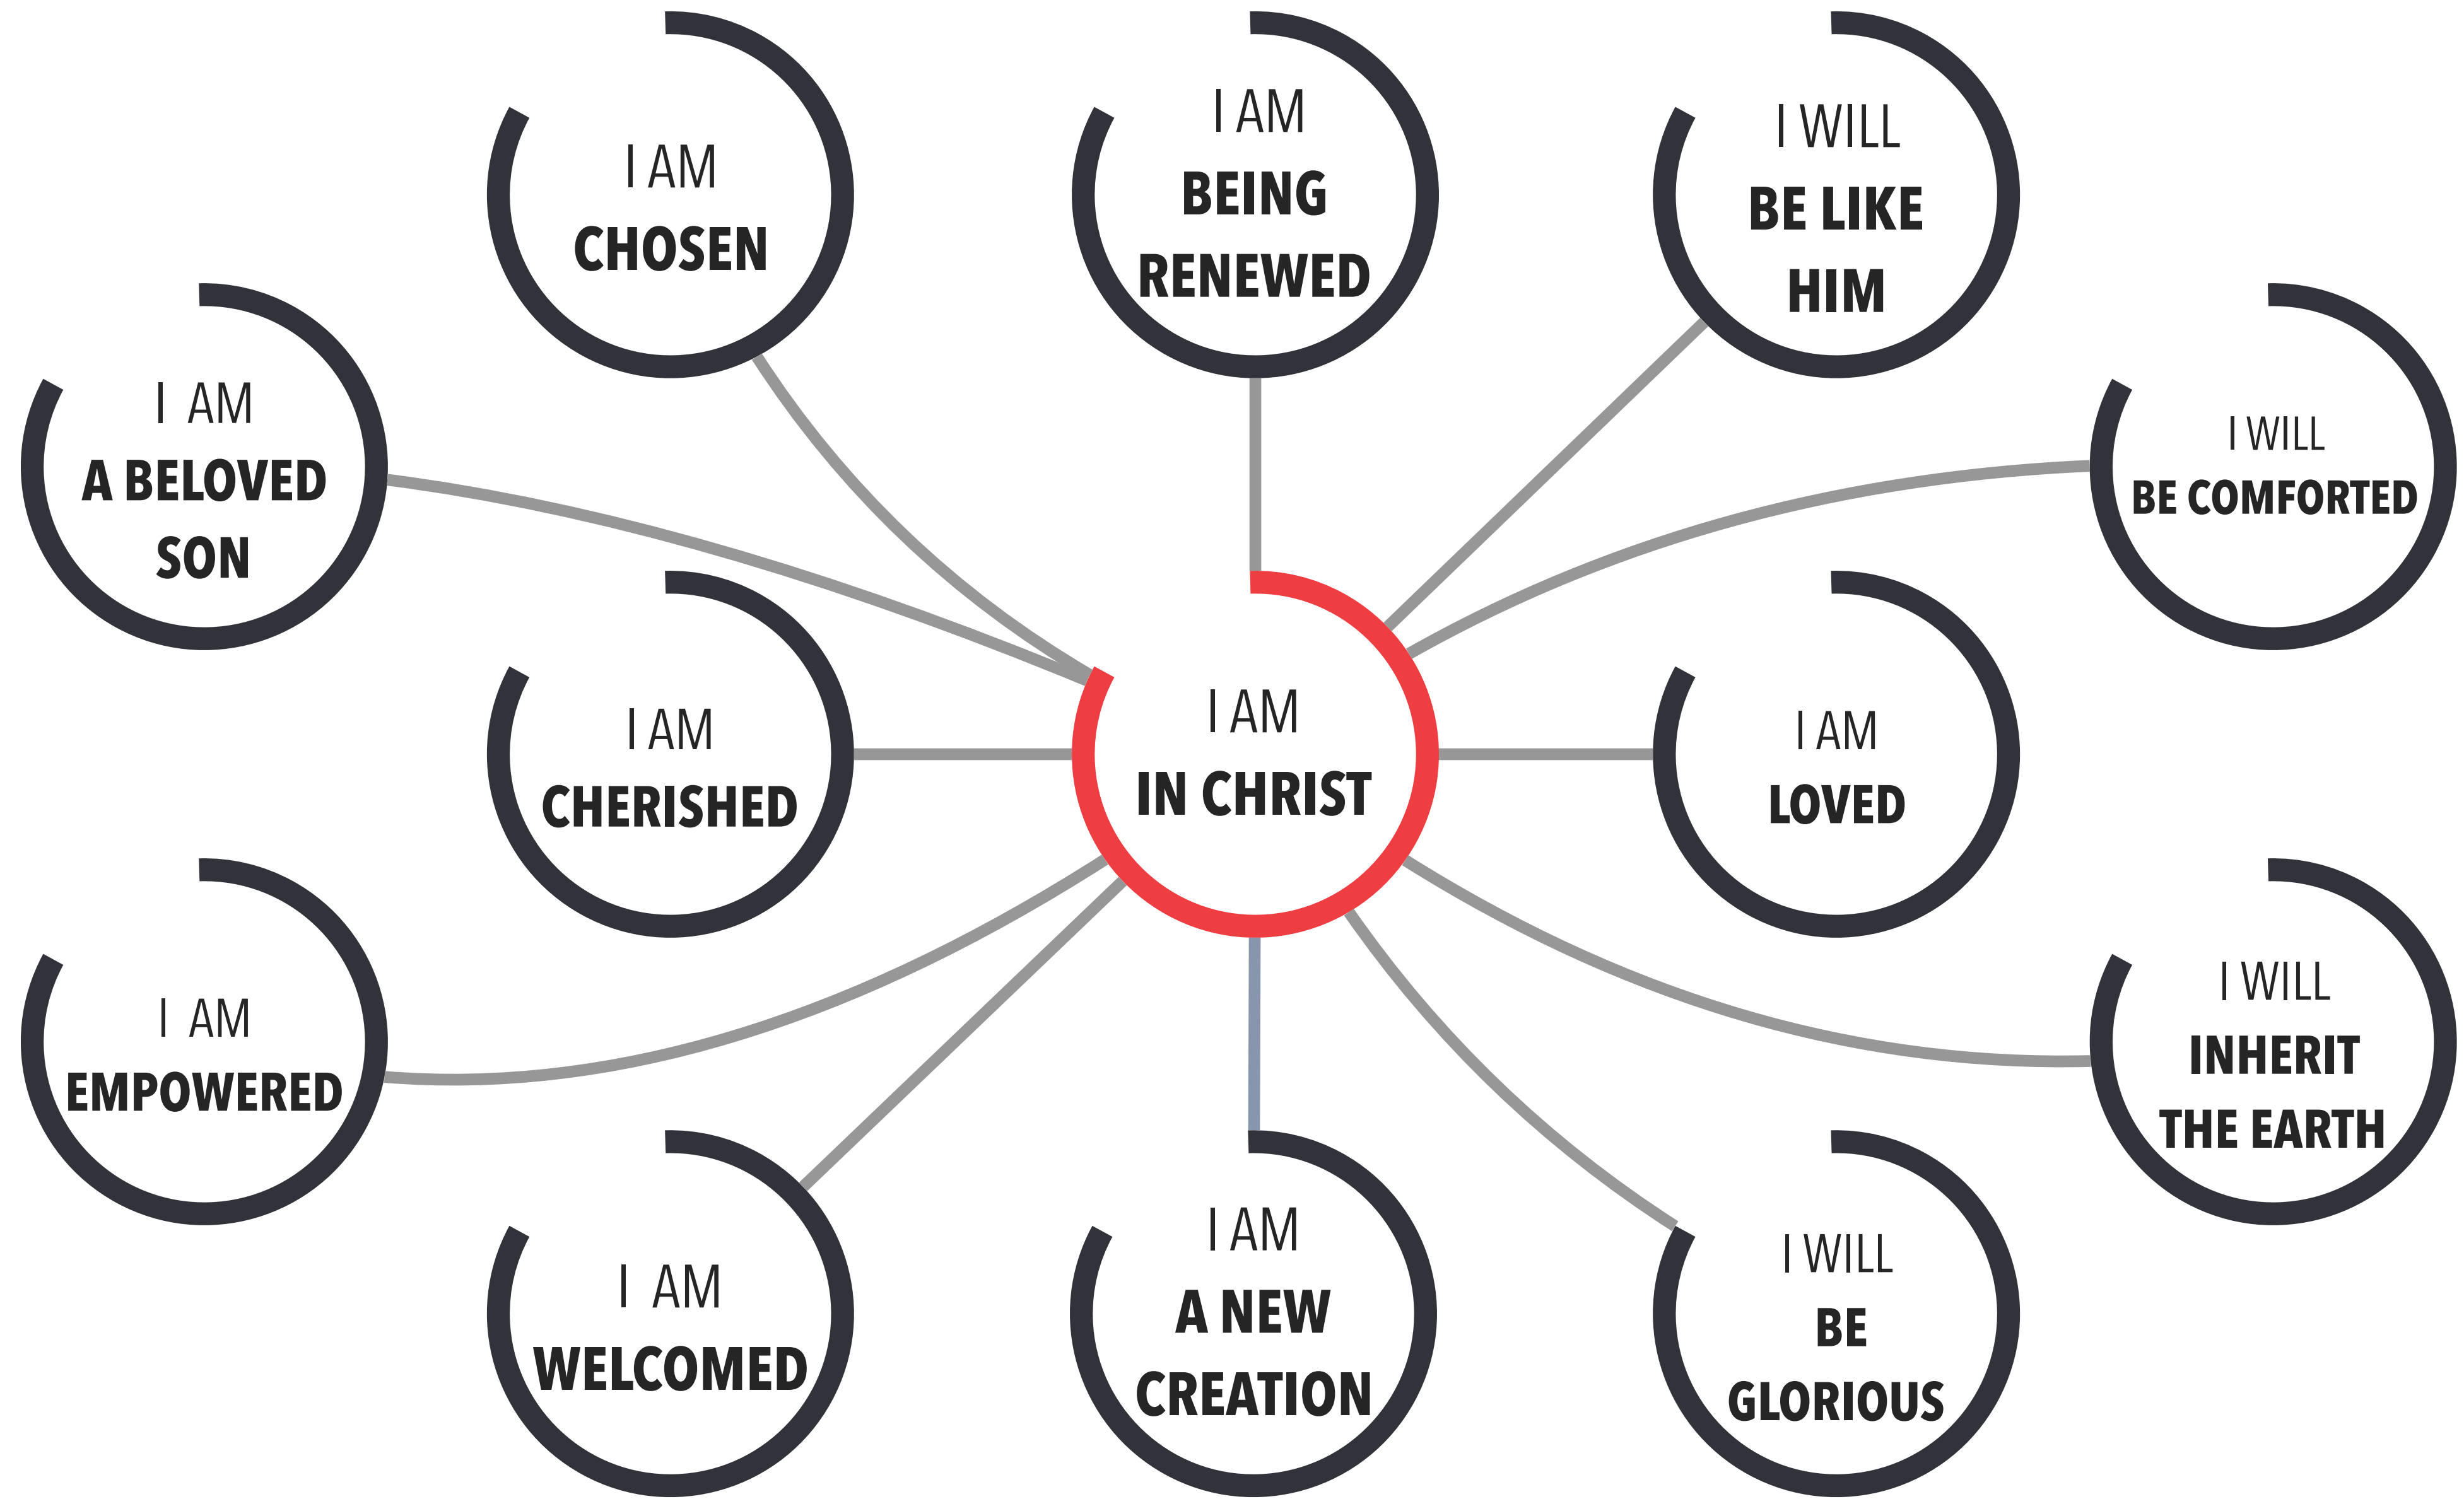 I AM
CHOSEN
I AM
BEING
RENEWED
I WILL
BE LIKE
HIM
I AM
A BELOVED
SON
I WILL
BE COMFORTED
I AM
CHERISHED
I AM
IN CHRIST
I AM
LOVED
I AM
EMPOWERED
I WILL
INHERIT
THE EARTH
I AM
WELCOMED
I AM
A NEW
CREATION
I WILL
BE
GLORIOUS